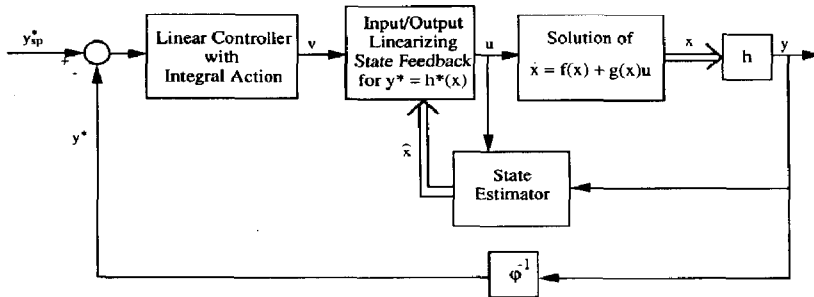 y*sp
+
-
Linear Controller
with
Integral Action
v
Input/Output
Linearizing
State Feedback
for y* = h*(x)
u
Solution of
ẋ = f(x) + g(x)u
x
h
y
y*
x̂
State
Estimator
φ⁻¹